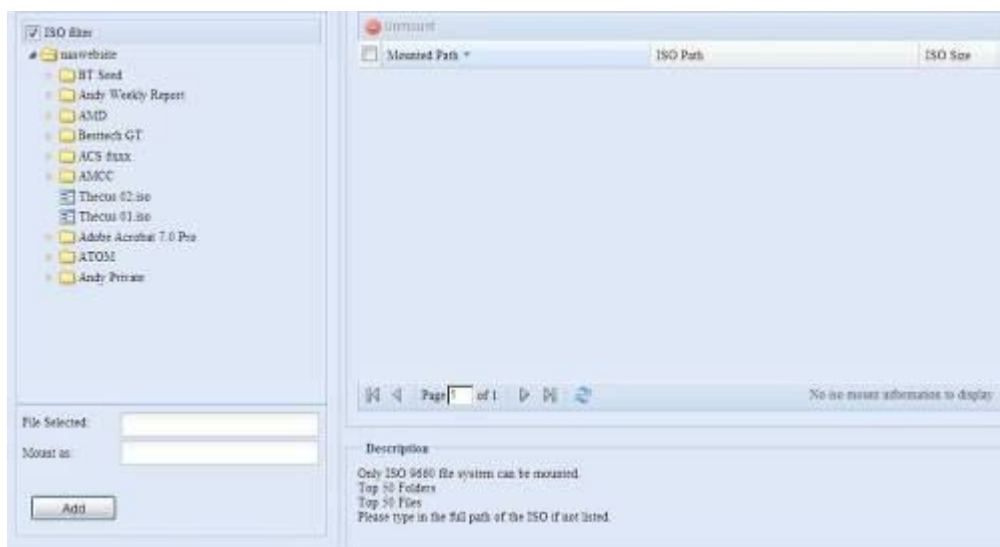 ISO filter
naswebsite
BT Seed
Andy Weekly Report
AMD
Besttech GT
ACS 8xxx
AMCC
Thecus 02.iso
Thecus 01.iso
Adobe Acrobat 7.0 Pro
ATOM
Andy Private
File Selected:
Mount as:
Add
Unmount
Mounted Path ISO Path ISO Size
Page 1 of 1 No iso mount information to display
Description
Only ISO 9660 file system can be mounted.
Top 50 Folders
Top 50 Files
Please type in the full path of the ISO if not listed.